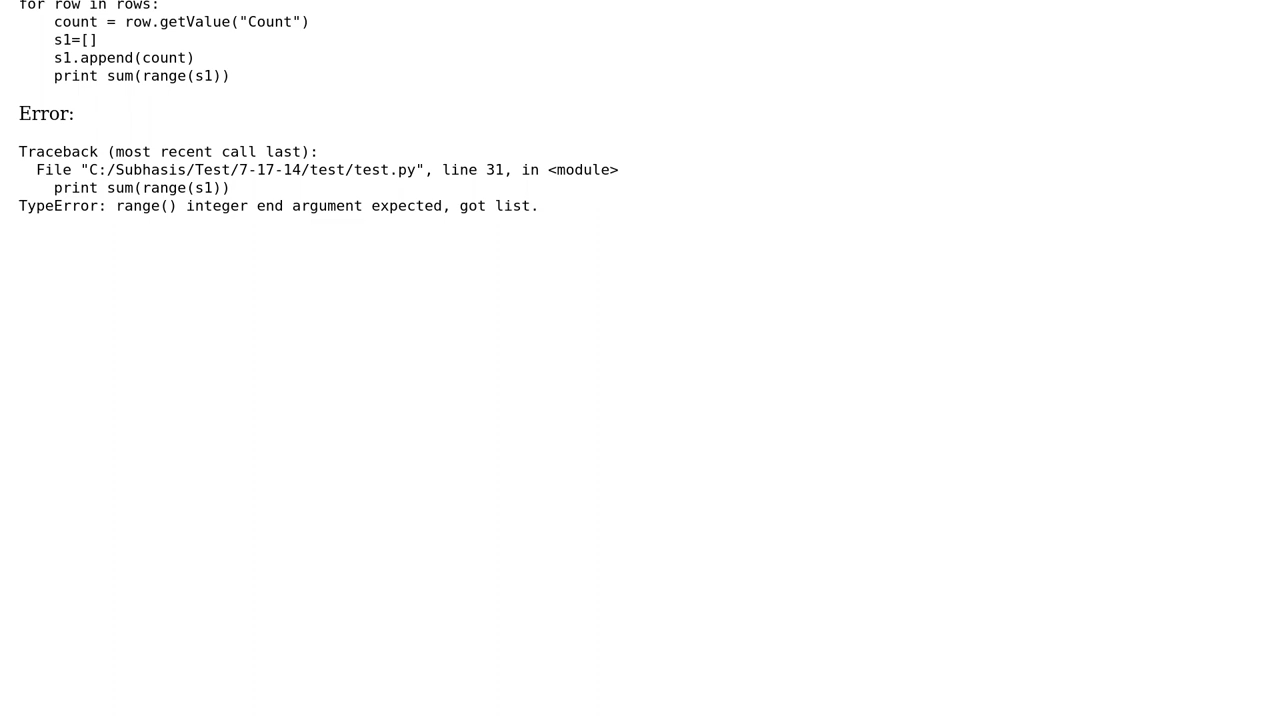 for row in rows:
    count = row.getValue("Count")
    s1=[]
    s1.append(count)
    print sum(range(s1))
Error:
Traceback (most recent call last):
  File "C:/Subhasis/Test/7-17-14/test/test.py", line 31, in <module>
    print sum(range(s1))
TypeError: range() integer end argument expected, got list.